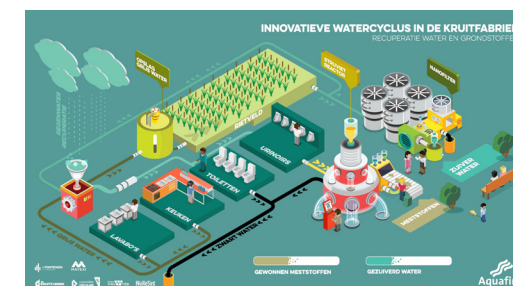 INNOVATIEVE WATERCYCLUS IN DE KRUITFABRIEK
RECUPERATIE WATER EN GRONDSTOFFEN
OPSLAG
GRIJS WATER
STRUVIET
REACTOR
NANOFILTER
RIETVELD
URINOIRS
TOILETTEN
KEUKEN
LAVABO'S
GRIJS WATER
ZWART WATER
ZUIVER
WATER
MESTSTOFFEN
GEWONNEN MESTSTOFFEN
GEZUIVERD WATER
Aquafin